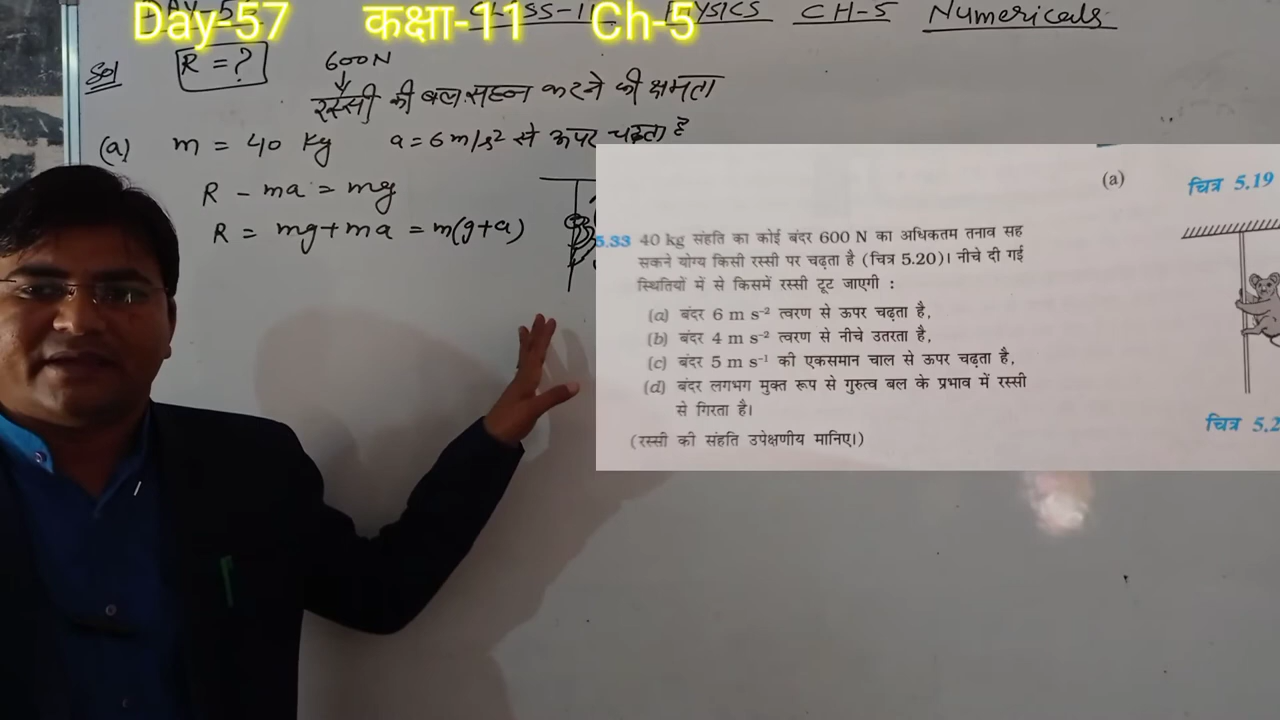 Day-57 कक्षा-11 Ch-5
CLASS-11 PHYSICS CH-5 Numericals
Sol R = ? 600N
रस्सी की बल सहन करने की क्षमता
(a) m = 40 Kg a = 6 m/s² से ऊपर चढ़ता है
R - ma = mg
R = mg + ma = m(g+a)
(a) चित्र 5.19
5.33 40 kg संहति का कोई बंदर 600 N का अधिकतम तनाव सह
सकने योग्य किसी रस्सी पर चढ़ता है (चित्र 5.20)। नीचे दी गई
स्थितियों में से किसमें रस्सी टूट जाएगी :
(a) बंदर 6 m s⁻² त्वरण से ऊपर चढ़ता है,
(b) बंदर 4 m s⁻² त्वरण से नीचे उतरता है,
(c) बंदर 5 m s⁻¹ की एकसमान चाल से ऊपर चढ़ता है,
(d) बंदर लगभग मुक्त रूप से गुरुत्व बल के प्रभाव में रस्सी
से गिरता है।
चित्र 5.2
(रस्सी की संहति उपेक्षणीय मानिए।)